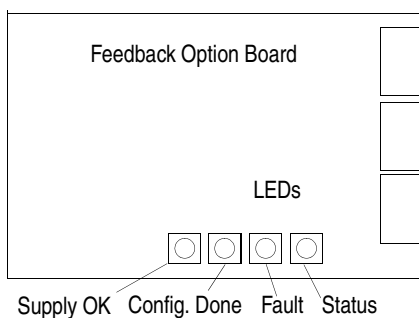 Feedback Option Board
LEDs
Supply OK Config. Done Fault Status